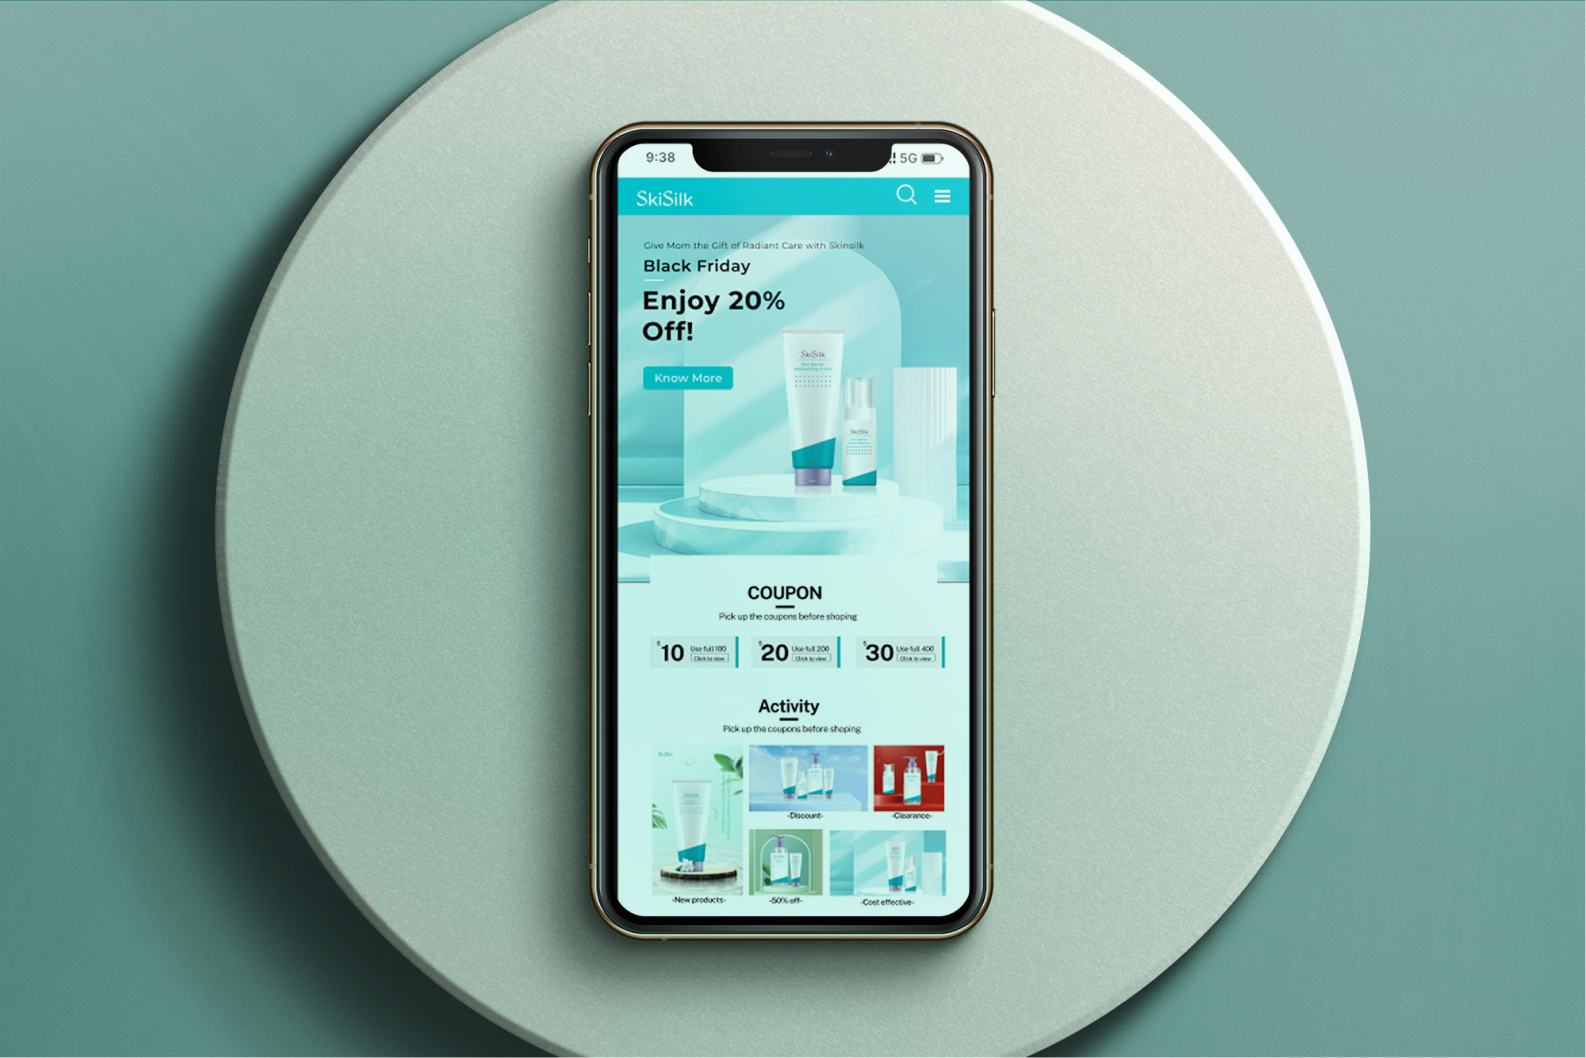 9:38
5G
SkiSilk
Give Mom the Gift of Radiant Care with Skinsilk
Black Friday
Enjoy 20%
Off!
Know More
SkiSilk
SkiSilk
COUPON
Pick up the coupons before shoping
$10 Use full 100
Click to view
$20 Use full 200
Click to view
$30 Use full 400
Click to view
Activity
Pick up the coupons before shoping
SkiSilk
SkiSilk
-Discount-
-Clearance-
-New products-
-50% off-
-Cost effective-